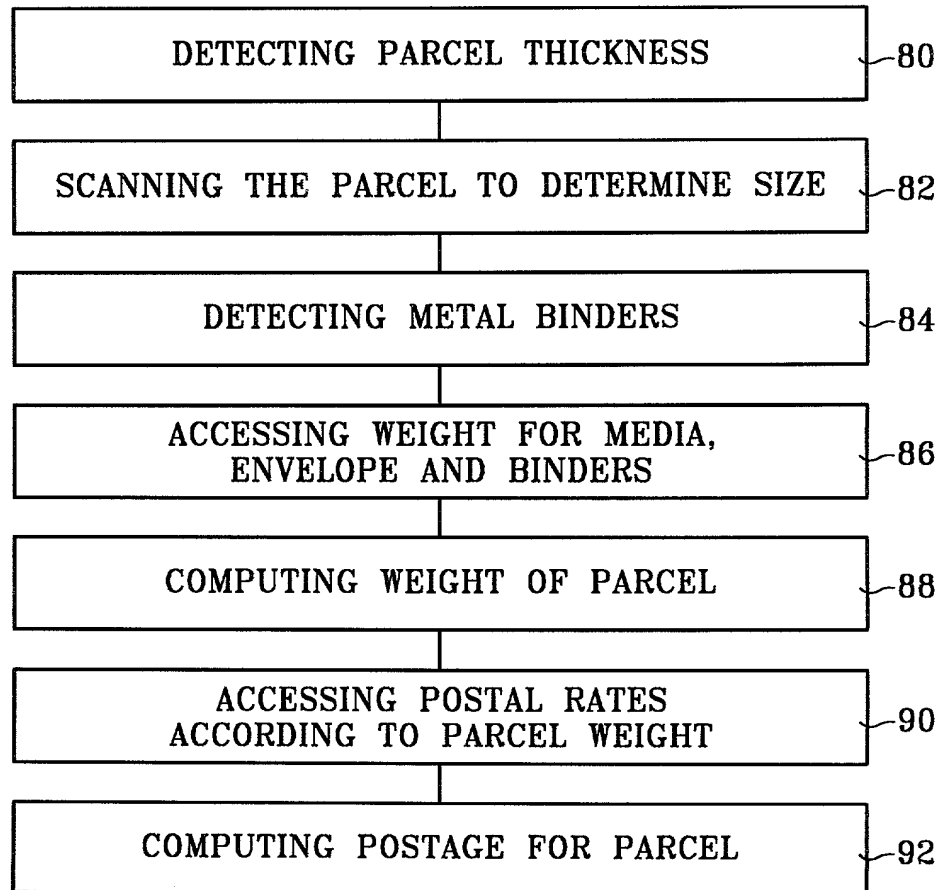 DETECTING PARCEL THICKNESS
80
SCANNING THE PARCEL TO DETERMINE SIZE
82
DETECTING METAL BINDERS
84
ACCESSING WEIGHT FOR MEDIA,
ENVELOPE AND BINDERS
86
COMPUTING WEIGHT OF PARCEL
88
ACCESSING POSTAL RATES
ACCORDING TO PARCEL WEIGHT
90
COMPUTING POSTAGE FOR PARCEL
92